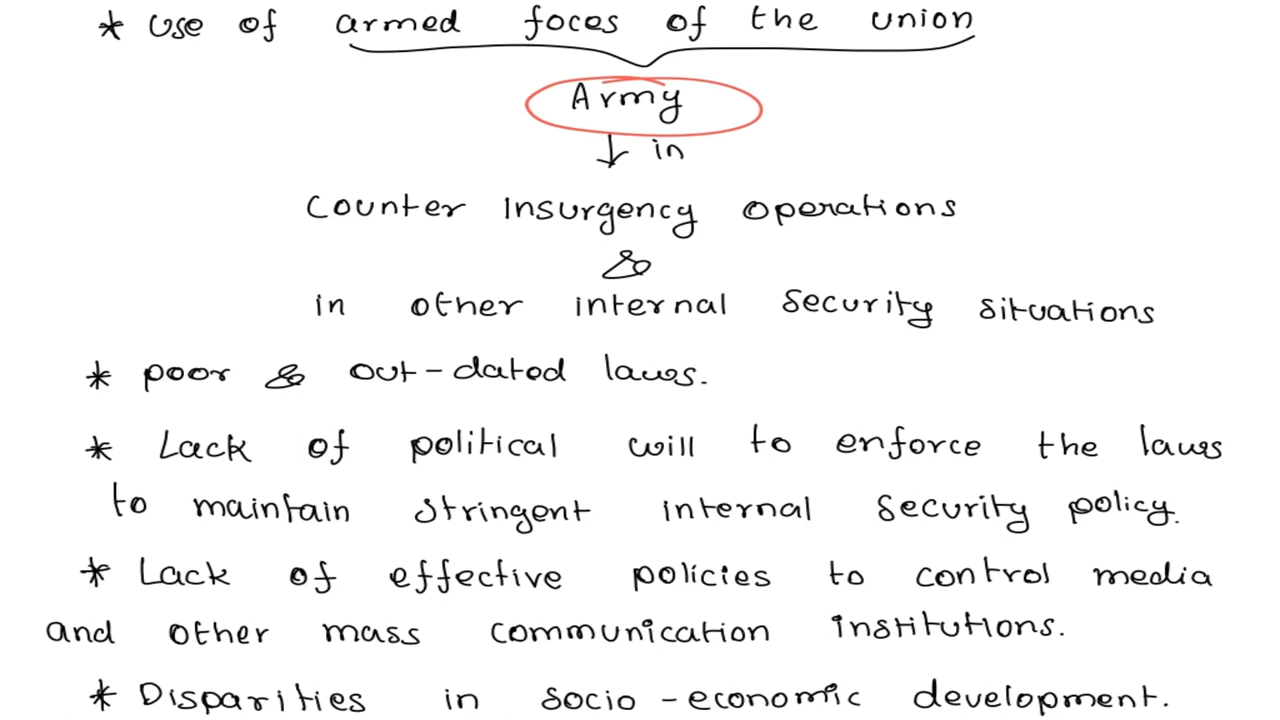 * Use of armed foces of the union
Army
↓ in
Counter Insurgency operations
&
in other internal security situations
* poor & out-dated laws.
* Lack of political will to enforce the laws
to maintain stringent internal security policy.
* Lack of effective policies to control media
and other mass communication institutions.
* Disparities in socio-economic development.